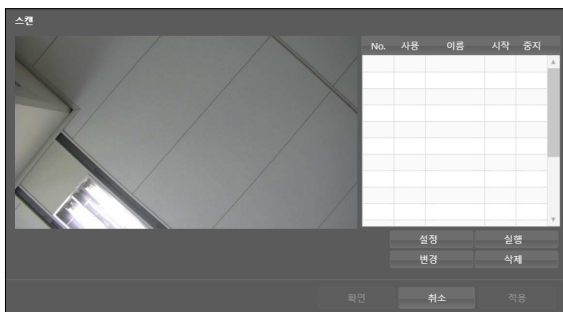 스캔
No. 사용 이름 시작 중지
설정 실행
변경 삭제
확인 취소 적용